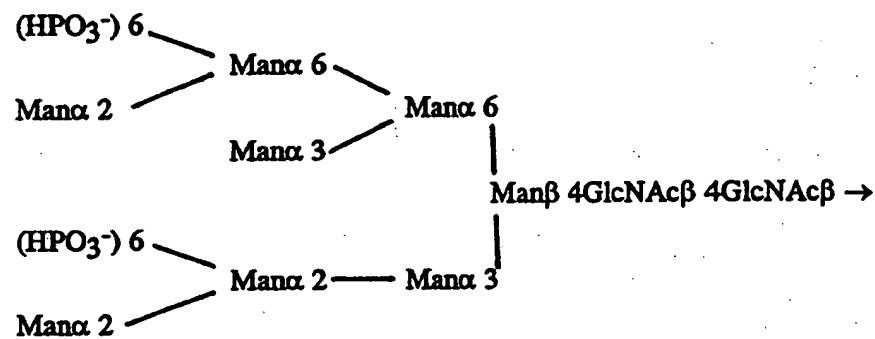 (HPO₃⁻) 6
Manα 6
Manα 2
Manα 6
Manα 3
Manβ 4GlcNAcβ 4GlcNAcβ →
(HPO₃⁻) 6
Manα 2 Manα 3
Manα 2